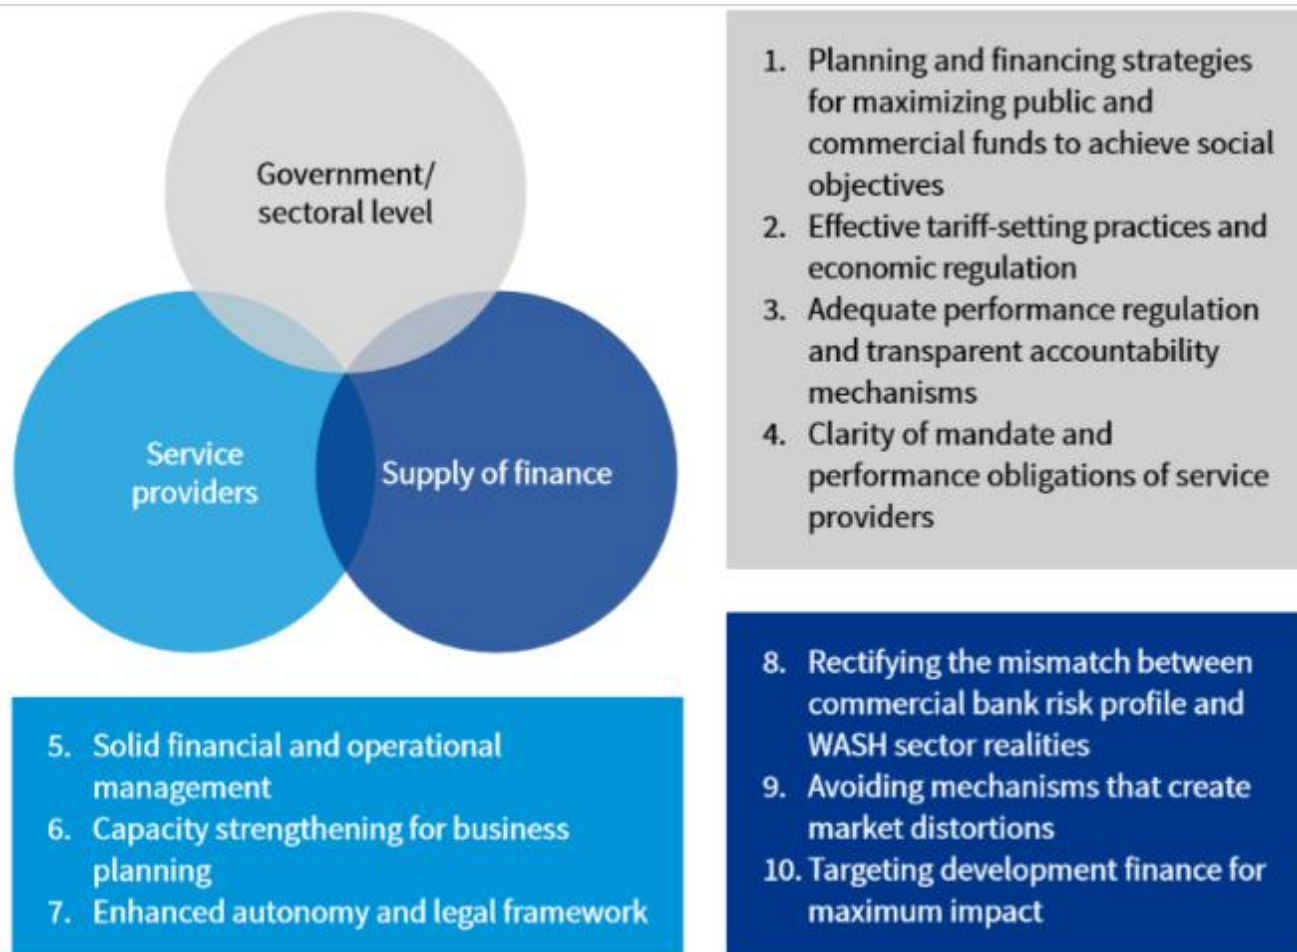 Government/
sectoral level
Service
providers
Supply of finance
1. Planning and financing strategies
for maximizing public and
commercial funds to achieve social
objectives
2. Effective tariff-setting practices and
economic regulation
3. Adequate performance regulation
and transparent accountability
mechanisms
4. Clarity of mandate and
performance obligations of service
providers
5. Solid financial and operational
management
6. Capacity strengthening for business
planning
7. Enhanced autonomy and legal framework
8. Rectifying the mismatch between
commercial bank risk profile and
WASH sector realities
9. Avoiding mechanisms that create
market distortions
10. Targeting development finance for
maximum impact